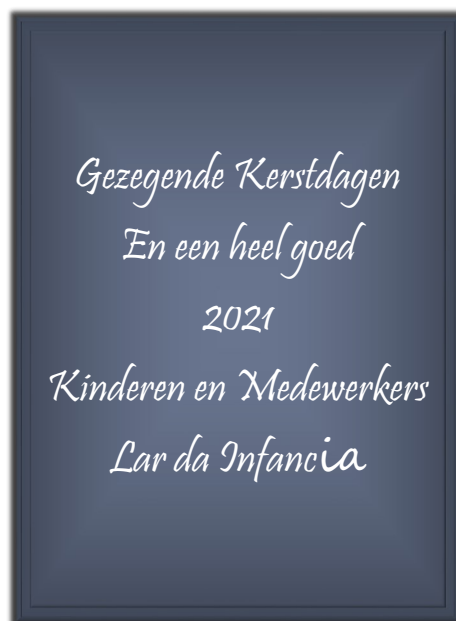 Gezegende Kerstdagen
En een heel goed
2021
Kinderen en Medewerkers
Lar da Infancia